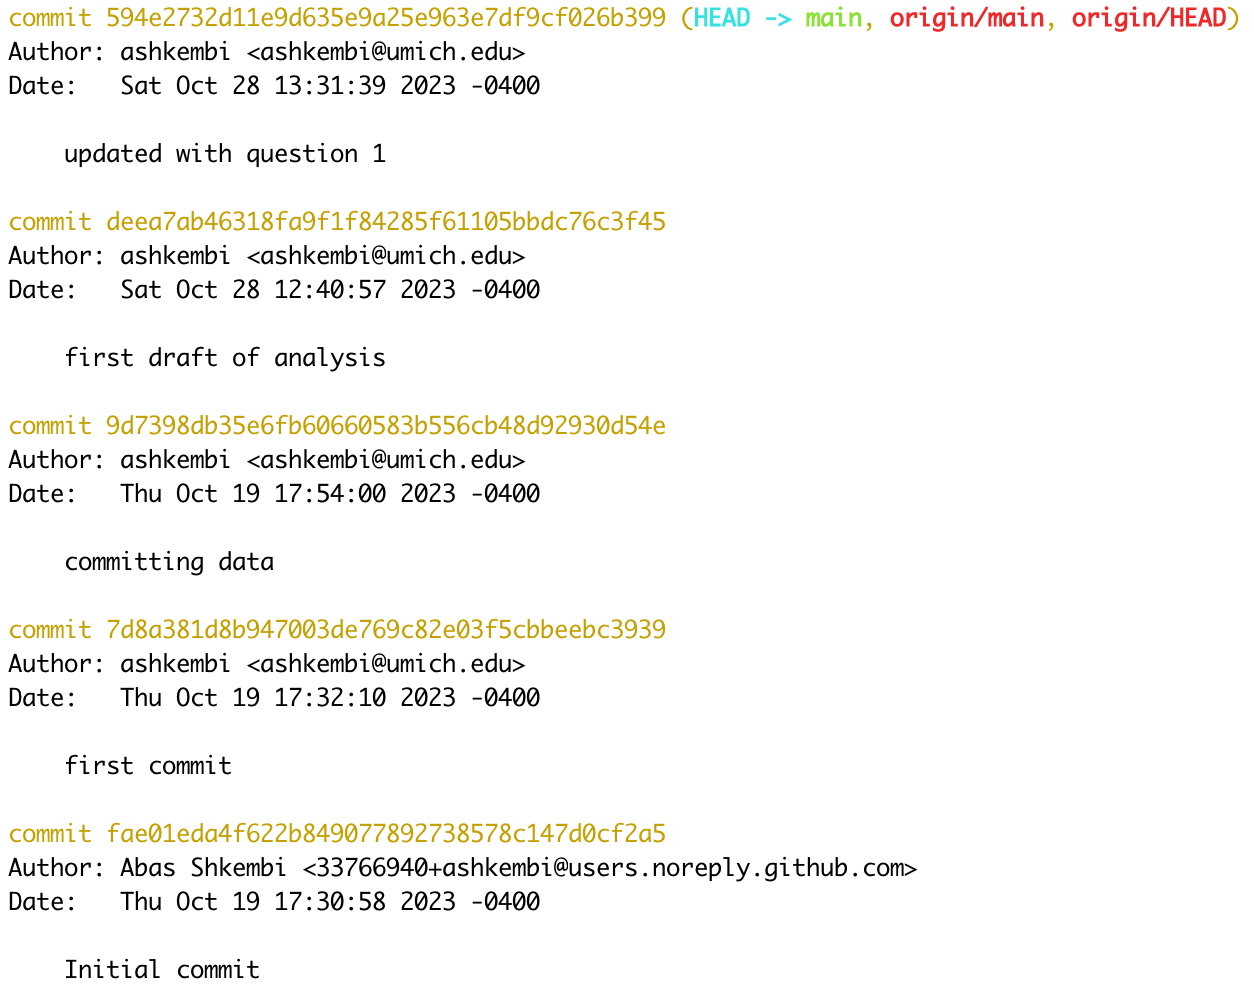 commit 594e2732d11e9d635e9a25e963e7df9cf026b399 (HEAD -> main, origin/main, origin/HEAD)
Author: ashkembi <ashkembi@umich.edu>
Date:   Sat Oct 28 13:31:39 2023 -0400
    updated with question 1
commit deea7ab46318fa9f1f84285f61105bbdc76c3f45
Author: ashkembi <ashkembi@umich.edu>
Date:   Sat Oct 28 12:40:57 2023 -0400
    first draft of analysis
commit 9d7398db35e6fb60660583b556cb48d92930d54e
Author: ashkembi <ashkembi@umich.edu>
Date:   Thu Oct 19 17:54:00 2023 -0400
    committing data
commit 7d8a381d8b947003de769c82e03f5cbbeebc3939
Author: ashkembi <ashkembi@umich.edu>
Date:   Thu Oct 19 17:32:10 2023 -0400
    first commit
commit fae01eda4f622b849077892738578c147d0cf2a5
Author: Abas Shkembi <33766940+ashkembi@users.noreply.github.com>
Date:   Thu Oct 19 17:30:58 2023 -0400
    Initial commit